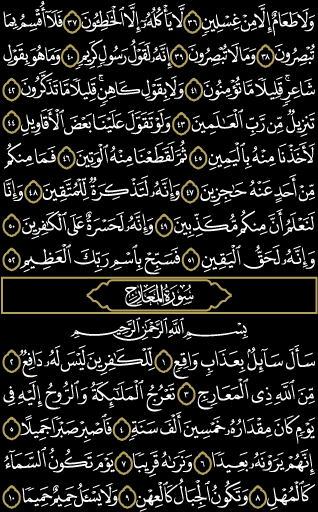 وَلَا طَعَامٌ إِلَّا مِنْ غِسْلِينٍ ٣٦ لَّا يَأْكُلُهُۥٓ إِلَّا ٱلْخَٰطِـُٔونَ ٣٧ فَلَآ أُقْسِمُ بِمَا
تُبْصِرُونَ ٣٨ وَمَا لَا تُبْصِرُونَ ٣٩ إِنَّهُۥ لَقَوْلُ رَسُولٍ كَرِيمٍ ٤٠ وَمَا هُوَ بِقَوْلِ
شَاعِرٍ ۚ قَلِيلًا مَّا تُؤْمِنُونَ ٤١ وَلَا بِقَوْلِ كَاهِنٍ ۚ قَلِيلًا مَّا تَذَكَّرُونَ ٤٢
تَنزِيلٌ مِّن رَّبِّ ٱلْعَٰلَمِينَ ٤٣ وَلَوْ تَقَوَّلَ عَلَيْنَا بَعْضَ ٱلْأَقَاوِيلِ ٤٤
لَأَخَذْنَا مِنْهُ بِٱلْيَمِينِ ٤٥ ثُمَّ لَقَطَعْنَا مِنْهُ ٱلْوَتِينَ ٤٦ فَمَا مِنكُم
مِّنْ أَحَدٍ عَنْهُ حَٰجِزِينَ ٤٧ وَإِنَّهُۥ لَتَذْكِرَةٌ لِّلْمُتَّقِينَ ٤٨ وَإِنَّا
لَنَعْلَمُ أَنَّ مِنكُم مُّكَذِّبِينَ ٤٩ وَإِنَّهُۥ لَحَسْرَةٌ عَلَى ٱلْكَٰفِرِينَ ٥٠
وَإِنَّهُۥ لَحَقُّ ٱلْيَقِينِ ٥١ فَسَبِّحْ بِٱسْمِ رَبِّكَ ٱلْعَظِيمِ ٥٢
سُورَةُ المَعَارِجِ
بِسْمِ ٱللَّهِ ٱلرَّحْمَٰنِ ٱلرَّحِيمِ
سَأَلَ سَآئِلٌۢ بِعَذَابٍ وَاقِعٍ ١ لِّلْكَٰفِرِينَ لَيْسَ لَهُۥ دَافِعٌ ٢
مِّنَ ٱللَّهِ ذِى ٱلْمَعَارِجِ ٣ تَعْرُجُ ٱلْمَلَٰٓئِكَةُ وَٱلرُّوحُ إِلَيْهِ فِى
يَوْمٍ كَانَ مِقْدَارُهُۥ خَمْسِينَ أَلْفَ سَنَةٍ ٤ فَٱصْبِرْ صَبْرًا جَمِيلًا ٥
إِنَّهُمْ يَرَوْنَهُۥ بَعِيدًا ٦ وَنَرَىٰهُ قَرِيبًا ٧ يَوْمَ تَكُونُ ٱلسَّمَآءُ
كَٱلْمُهْلِ ٨ وَتَكُونُ ٱلْجِبَالُ كَٱلْعِهْنِ ٩ وَلَا يَسْـَٔلُ حَمِيمٌ حَمِيمًا ١٠